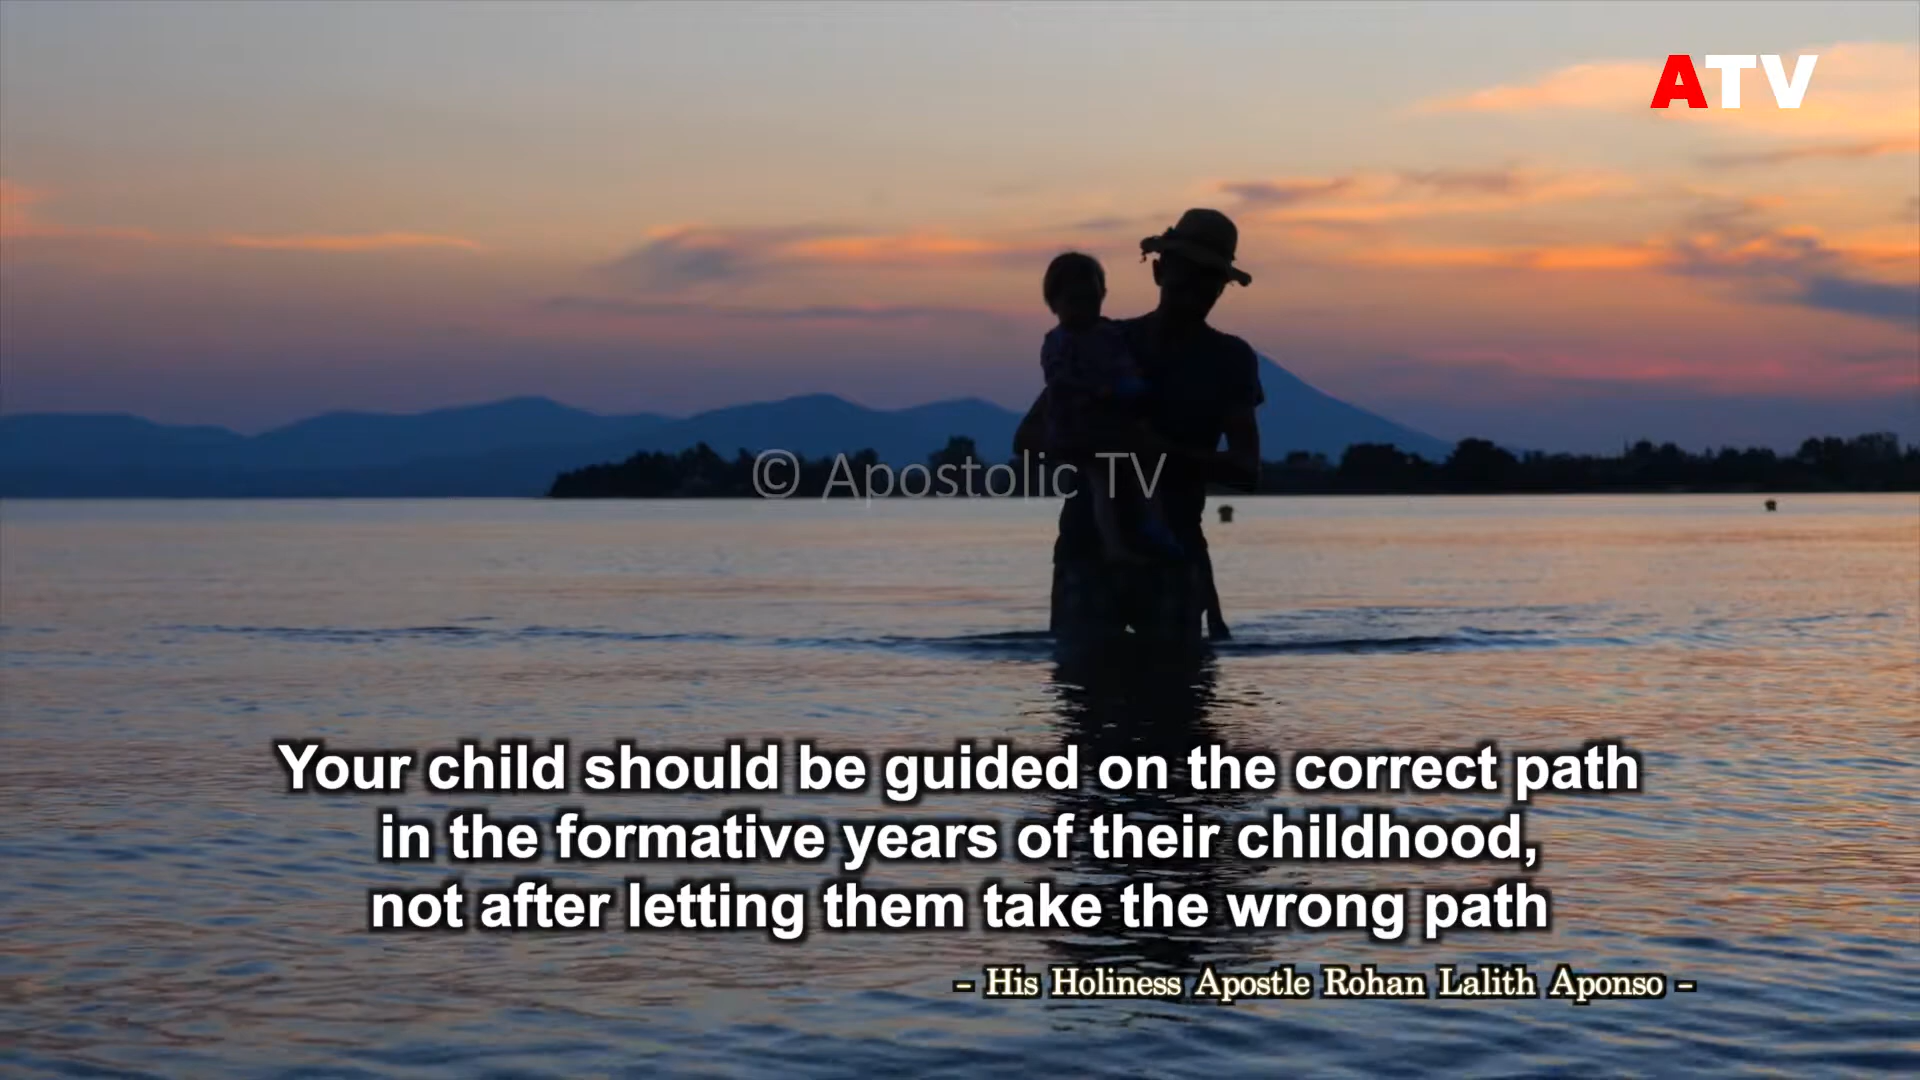 ATV
© Apostolic TV
Your child should be guided on the correct path
in the formative years of their childhood,
not after letting them take the wrong path
- His Holiness Apostle Rohan Lalith Aponso -